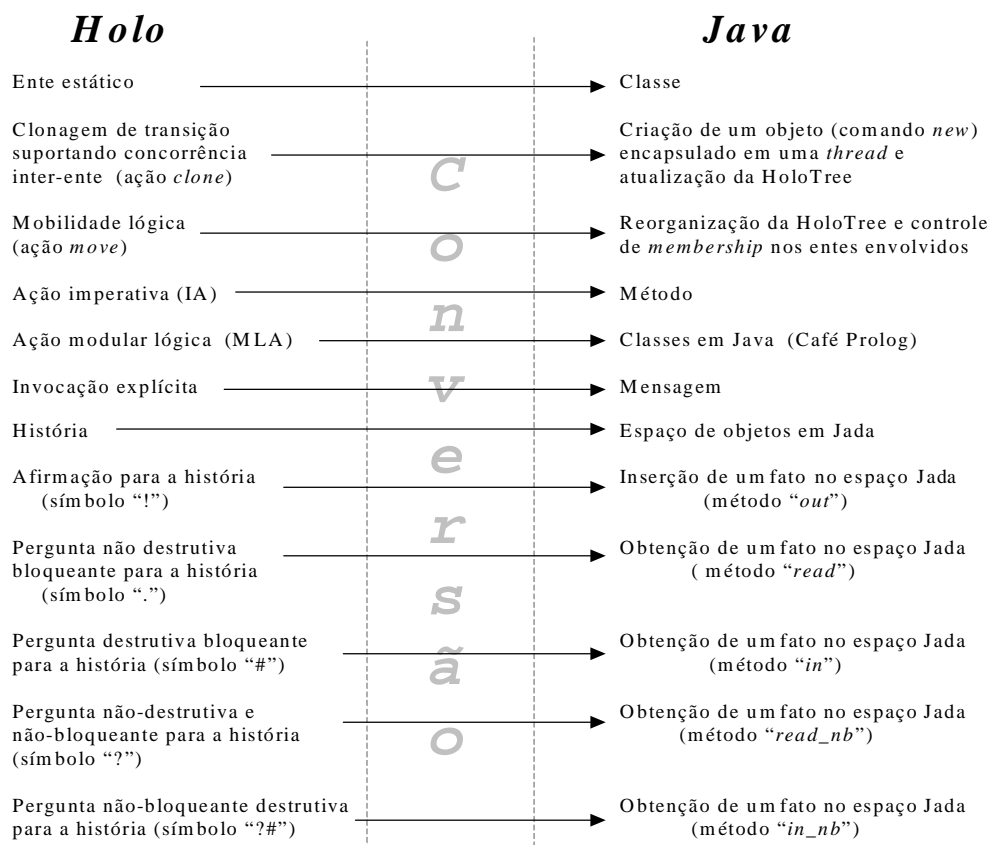 Holo Java
Ente estático Classe
Clonagem de transição
suportando concorrência
inter-ente (ação clone)
Criação de um objeto (comando new)
encapsulado em uma thread e
atualização da HoloTree
Mobilidade lógica
(ação move)
Reorganização da HoloTree e controle
de membership nos entes envolvidos
Ação imperativa (IA) Método
Ação modular lógica (MLA) Classes em Java (Café Prolog)
Invocação explícita Mensagem
História Espaço de objetos em Jada
Afirmação para a história
(símbolo “!”)
Inserção de um fato no espaço Jada
(método “out”)
Pergunta não destrutiva
bloqueante para a história
(símbolo “.”)
Obtenção de um fato no espaço Jada
( método “read”)
Pergunta destrutiva bloqueante
para a história (símbolo “#”)
Obtenção de um fato no espaço Jada
(método “in”)
Pergunta não-destrutiva e
não-bloqueante para a história
(símbolo “?”)
Obtenção de um fato no espaço Jada
(método “read_nb”)
Pergunta não-bloqueante destrutiva
para a história (símbolo “?#”)
Obtenção de um fato no espaço Jada
(método “in_nb”)
Conversão